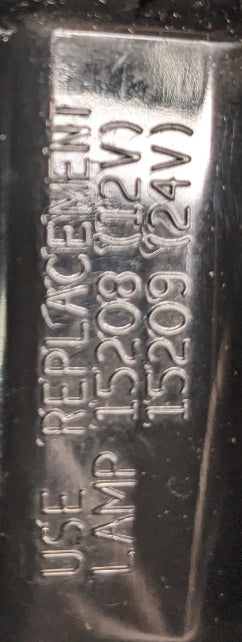 USE REPLACEMENT
LAMP 15208 (12V)
15209 (24V)